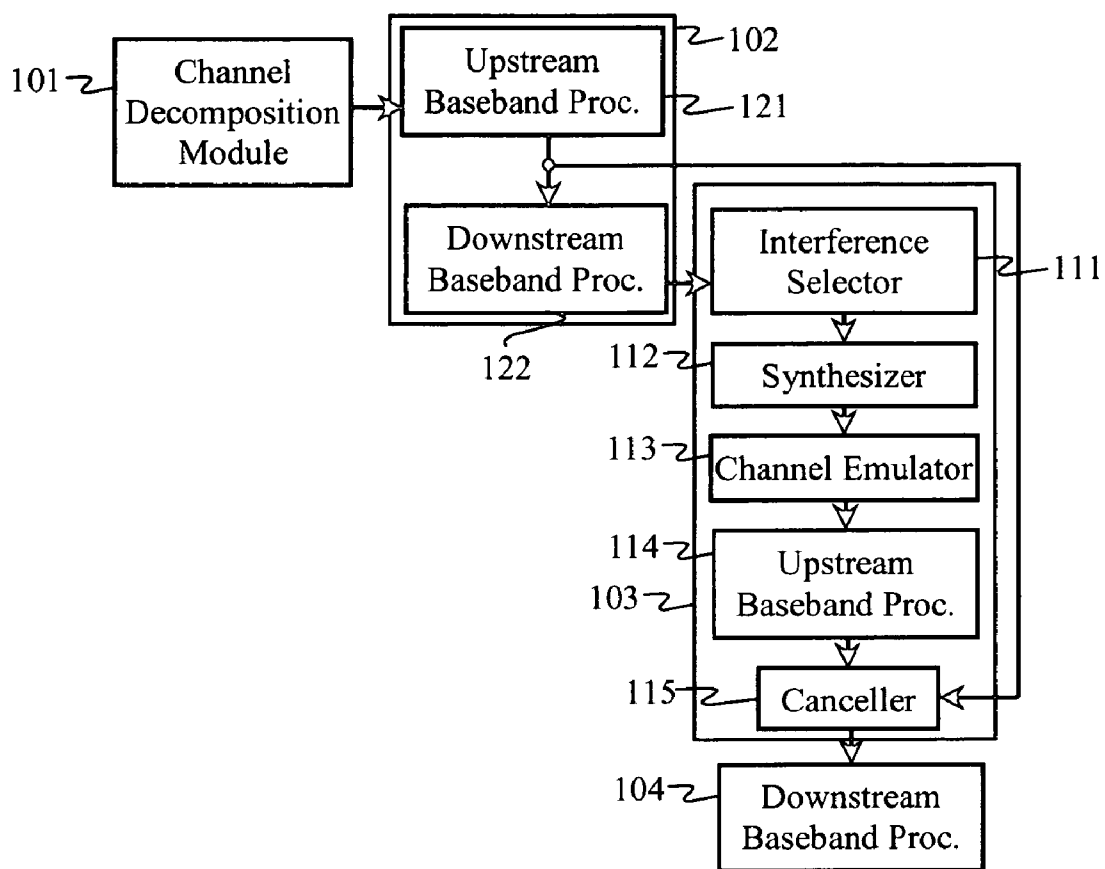 102
101
Channel
Decomposition
Module
Upstream
Baseband Proc.
121
Downstream
Baseband Proc.
122
Interference
Selector
111
112
Synthesizer
113
Channel Emulator
114
Upstream
Baseband Proc.
103
115
Canceller
104
Downstream
Baseband Proc.